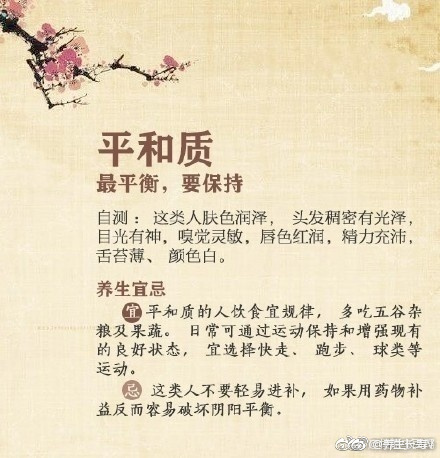 平和质
最平衡，要保持
自测：这类人肤色润泽，头发稠密有光泽，
目光有神，嗅觉灵敏，唇色红润，精力充沛，
舌苔薄、颜色白。
养生宜忌
宜 平和质的人饮食宜规律，多吃五谷杂
粮及果蔬。日常可通过运动保持和增强现有
的良好状态，宜选择快走、跑步、球类等
运动。
忌 这类人不要轻易进补，如果用药物补
益反而容易破坏阴阳平衡。